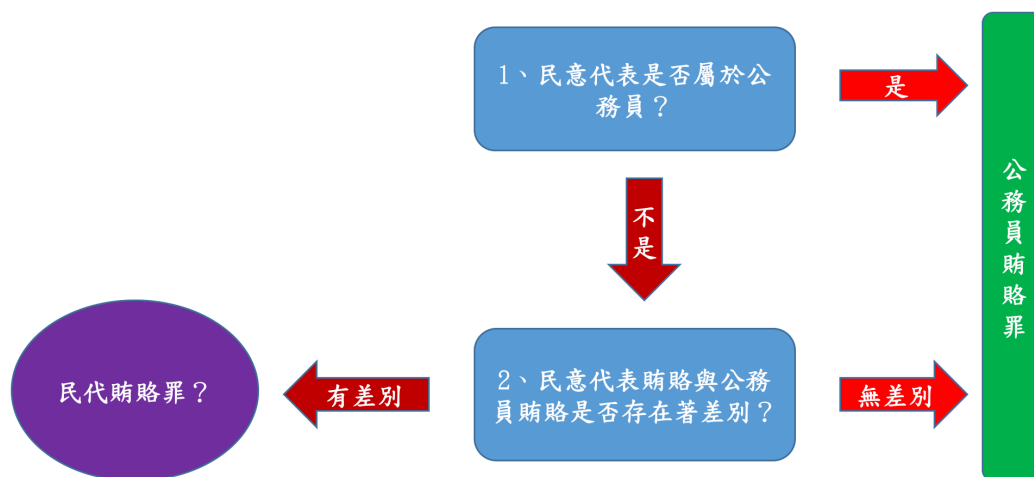 1、民意代表是否屬於公
務員？
是
公務員賄賂罪
不是
民代賄賂罪？
有差別
2、民意代表賄賂與公務
員賄賂是否存在著差別？
無差別